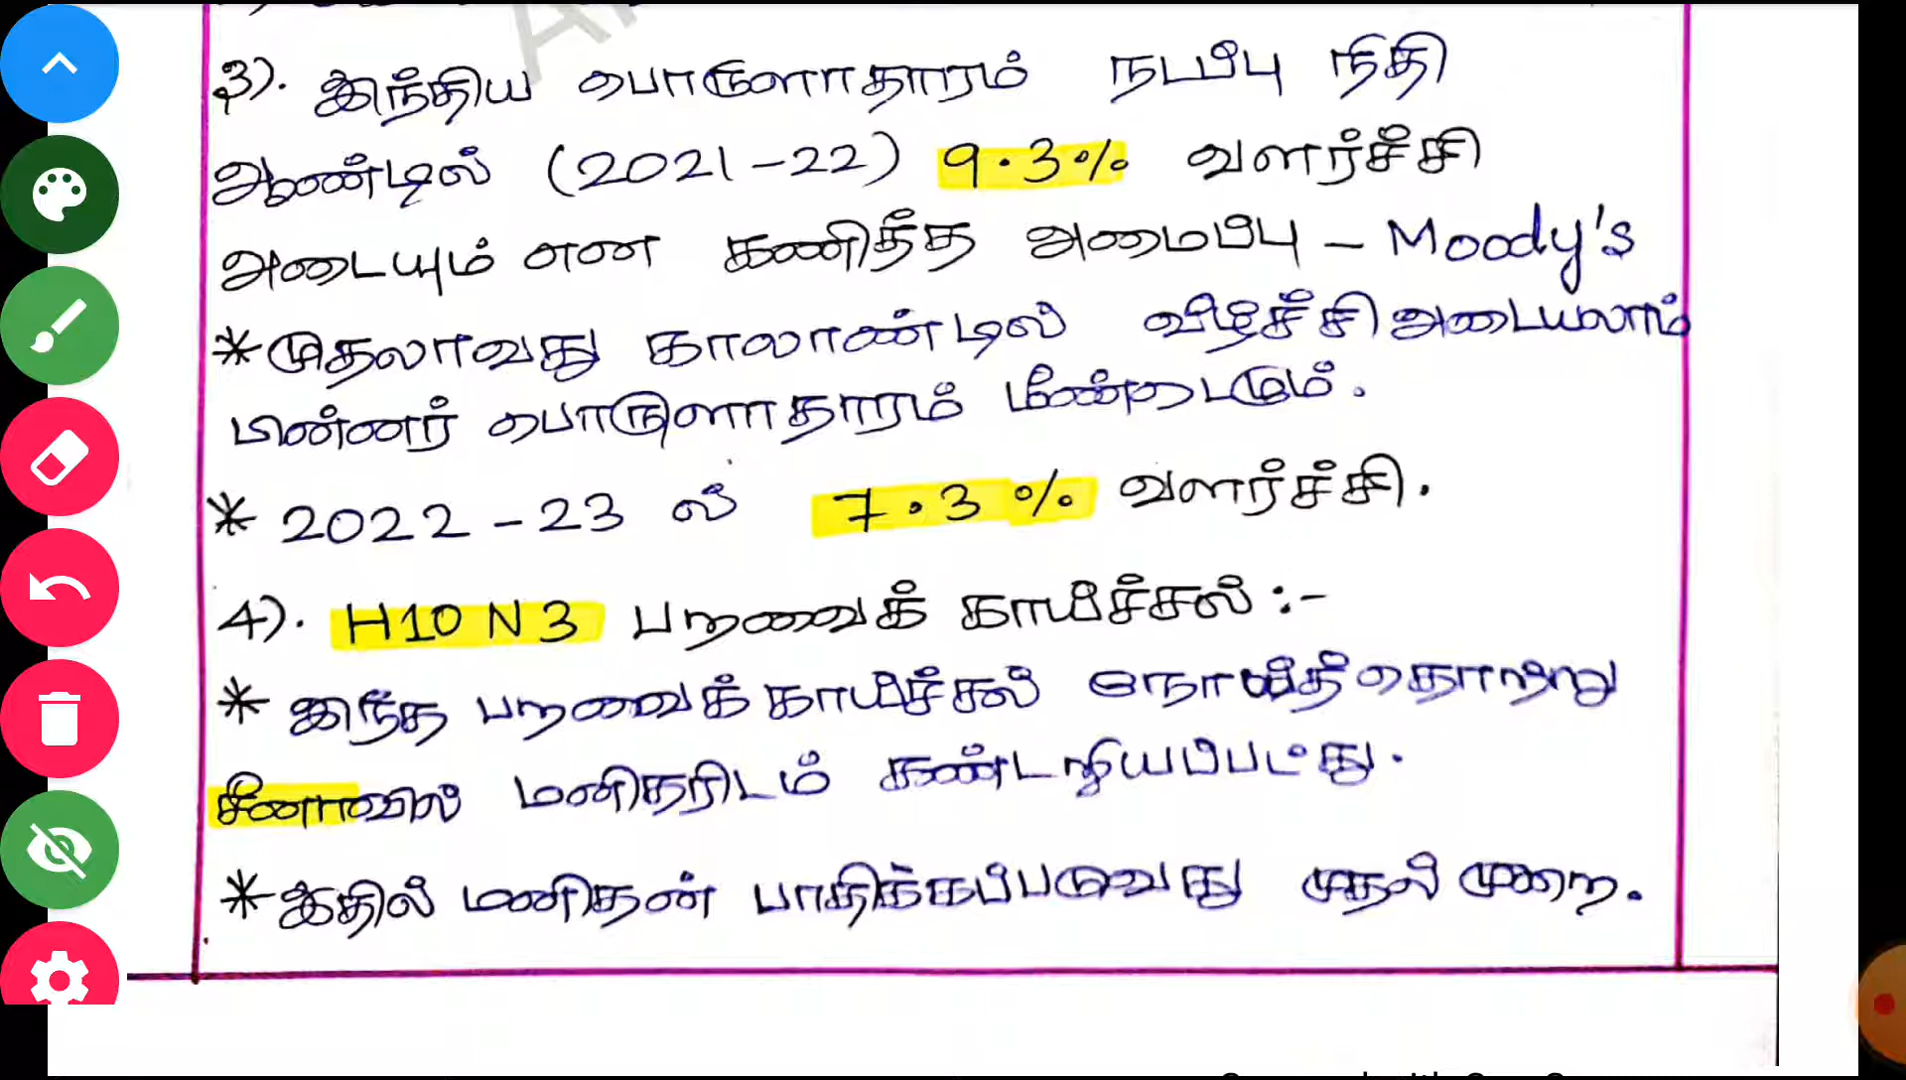 3). இந்திய பொருளாதாரம் நடப்பு நிதி
ஆண்டில் (2021-22) 9.3% வளர்ச்சி
அடையும் என கணித்த அமைப்பு - Moody's
* முதலாவது காலாண்டில் வீழ்ச்சி அடையலாம்
பின்னர் பொருளாதாரம் மீண்டைமும்.
* 2022-23 ல் 7.3% வளர்ச்சி.
4). H10 N3 பறவைக் காய்ச்சல் :-
* இந்த பறவைக் காய்ச்சல் நோய்த்தொற்று
சீனாவில் மனிதரிடம் கண்டறியப்பட்து.
* இதில் மனிதன் பாதிக்கப்படுவது முதல் முறை.